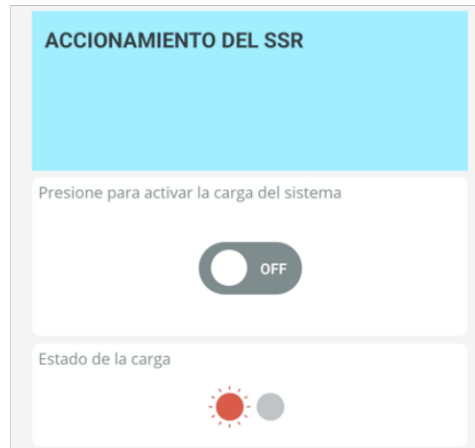 ACCIONAMIENTO DEL SSR
Presione para activar la carga del sistema
OFF
Estado de la carga